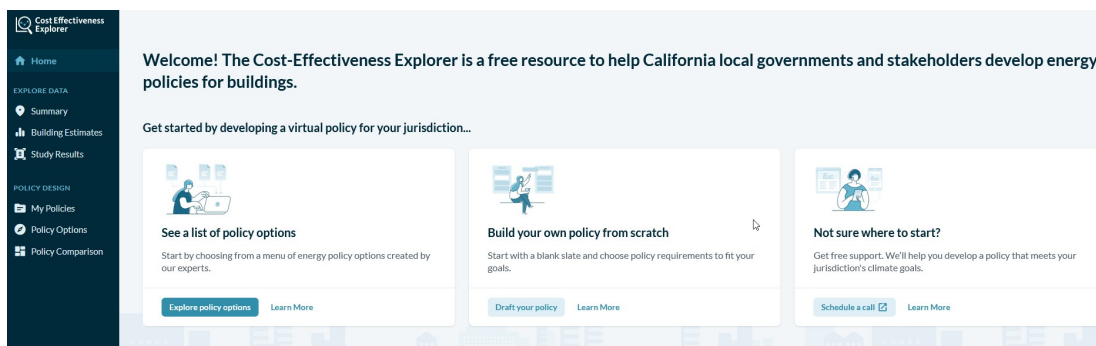 Cost Effectiveness
Explorer
Home
EXPLORE DATA
Summary
Building Estimates
Study Results
POLICY DESIGN
My Policies
Policy Options
Policy Comparison
Welcome! The Cost-Effectiveness Explorer is a free resource to help California local governments and stakeholders develop energy
policies for buildings.
Get started by developing a virtual policy for your jurisdiction...
See a list of policy options
Start by choosing from a menu of energy policy options created by
our experts.
Explore policy options Learn More
Build your own policy from scratch
Start with a blank slate and choose policy requirements to fit your
goals.
Draft your policy Learn More
Not sure where to start?
Get free support. We'll help you develop a policy that meets your
jurisdiction's climate goals.
Schedule a call Learn More